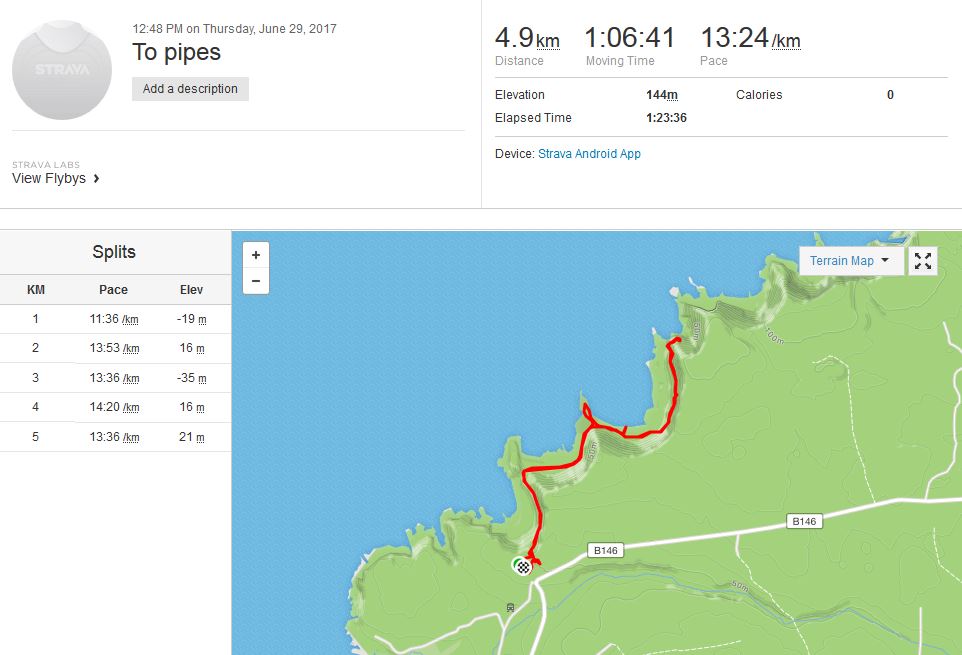 12:48 PM on Thursday, June 29, 2017
To pipes
STRAVA
Add a description
STRAVA LABS
View Flybys
4.9km 1:06:41 13:24/km
Distance Moving Time Pace
Elevation 144m Calories 0
Elapsed Time 1:23:36
Device: Strava Android App
Splits
KM Pace Elev
1 11:36 /km -19 m
2 13:53 /km 16 m
3 13:36 /km -35 m
4 14:20 /km 16 m
5 13:36 /km 21 m
+
−
Terrain Map
50m
100m
50m
B146
B146
50m